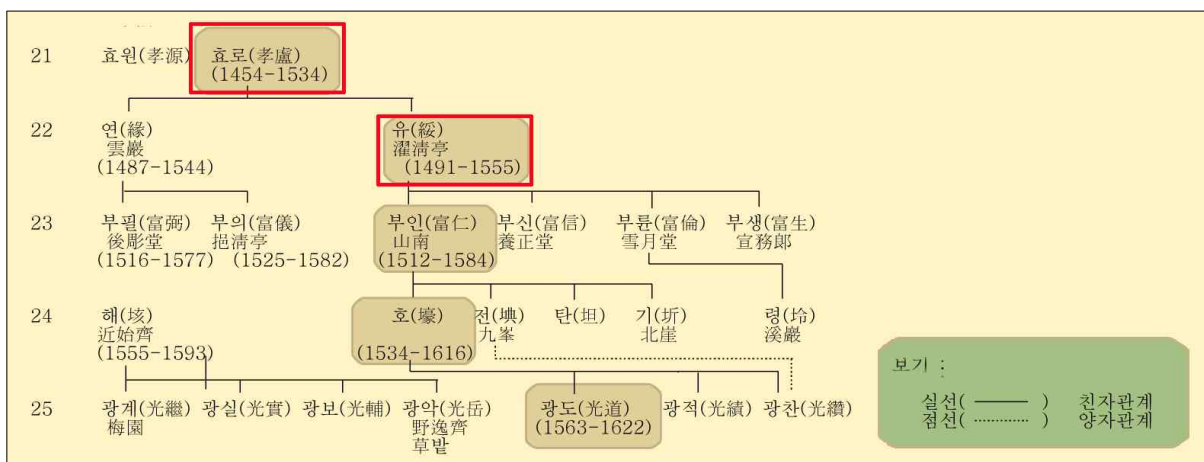 21 효원(孝源) 효로(孝盧)
(1454-1534)
22 연(緣) 유(綏)
雲巖 濯淸亭
(1487-1544) (1491-1555)
23 부필(富弼) 부의(富儀) 부인(富仁) 부신(富信) 부륜(富倫) 부생(富生)
後彫堂 挹淸亭 山南 養正堂 雪月堂 宣務郞
(1516-1577) (1525-1582) (1512-1584)
24 해(垓) 호(壕) 전(㙉) 탄(坦) 기(圻) 령(坽)
近始齊 九峯 北崖 溪巖
(1555-1593) (1534-1616)
25 광계(光繼) 광실(光實) 광보(光輔) 광악(光岳) 광도(光道) 광적(光績) 광찬(光纘)
梅園 野逸齊 (1563-1622)
草밭
보기 :
실선( ) 친자관계
점선( ) 양자관계